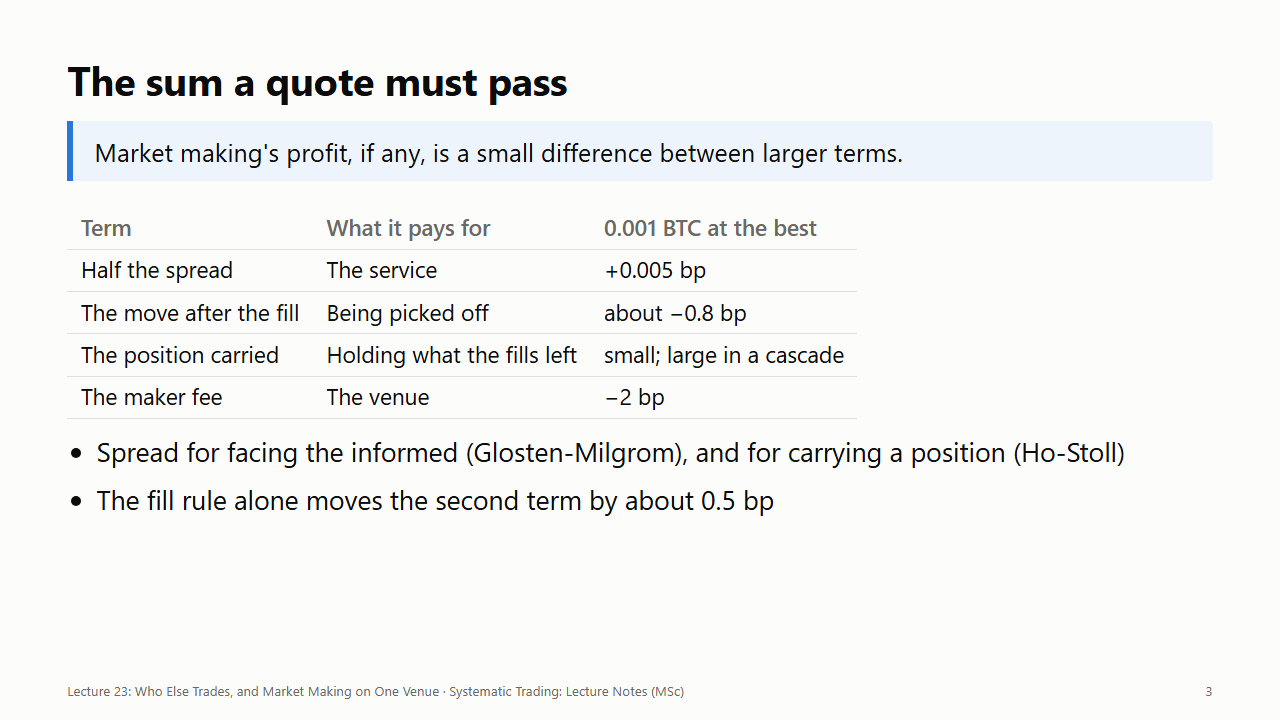 The sum a quote must pass
Market making's profit, if any, is a small difference between larger terms.
Term What it pays for 0.001 BTC at the best
Half the spread The service +0.005 bp
The move after the fill Being picked off about −0.8 bp
The position carried Holding what the fills left small; large in a cascade
The maker fee The venue −2 bp
• Spread for facing the informed (Glosten-Milgrom), and for carrying a position (Ho-Stoll)
• The fill rule alone moves the second term by about 0.5 bp
Lecture 23: Who Else Trades, and Market Making on One Venue · Systematic Trading: Lecture Notes (MSc) 3